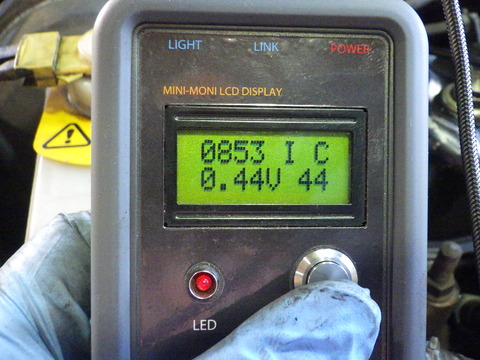 LIGHT LINK POWER
MINI-MONI LCD DISPLAY
0853 I C
0.44V 44
LED